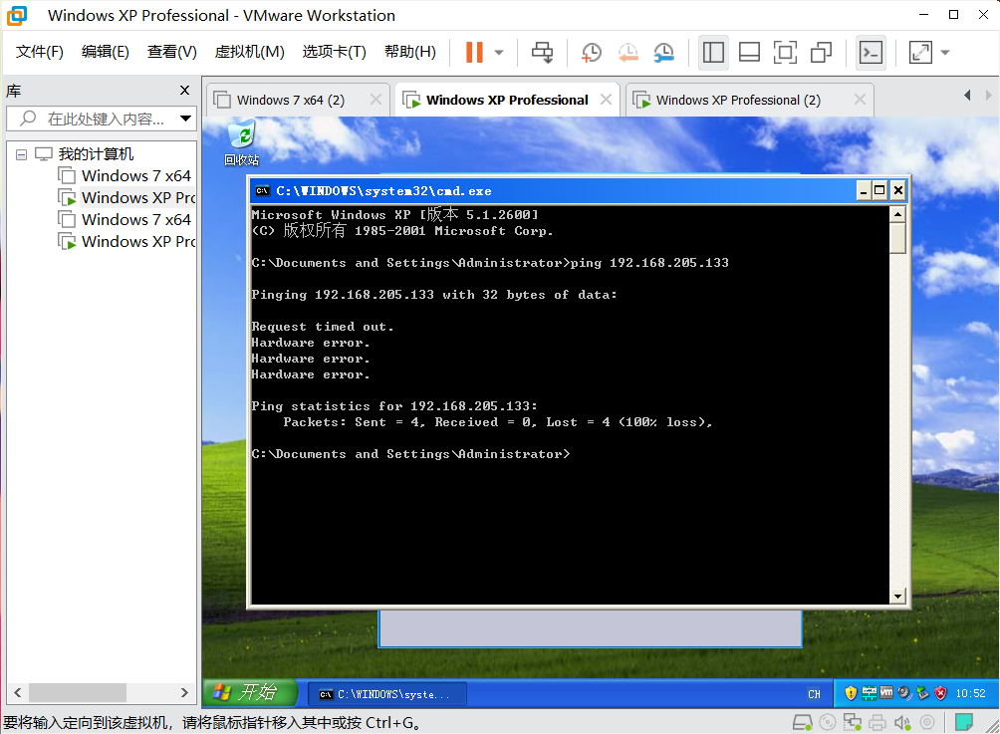 Windows XP Professional - VMware Workstation
文件(F) 编辑(E) 查看(V) 虚拟机(M) 选项卡(T) 帮助(H)
库
在此处键入内容...
我的计算机
Windows 7 x64
Windows XP Pro
Windows 7 x64
Windows XP Pro
Windows 7 x64 (2)
Windows XP Professional
Windows XP Professional (2)
回收站
C:\WINDOWS\system32\cmd.exe
Microsoft Windows XP [版本 5.1.2600]
(C) 版权所有 1985-2001 Microsoft Corp.
C:\Documents and Settings\Administrator>ping 192.168.205.133
Pinging 192.168.205.133 with 32 bytes of data:
Request timed out.
Hardware error.
Hardware error.
Hardware error.
Ping statistics for 192.168.205.133:
Packets: Sent = 4, Received = 0, Lost = 4 (100% loss),
C:\Documents and Settings\Administrator>
开始
C:\WINDOWS\syste...
CH
10:52
要将输入定向到该虚拟机，请将鼠标指针移入其中或按 Ctrl+G。